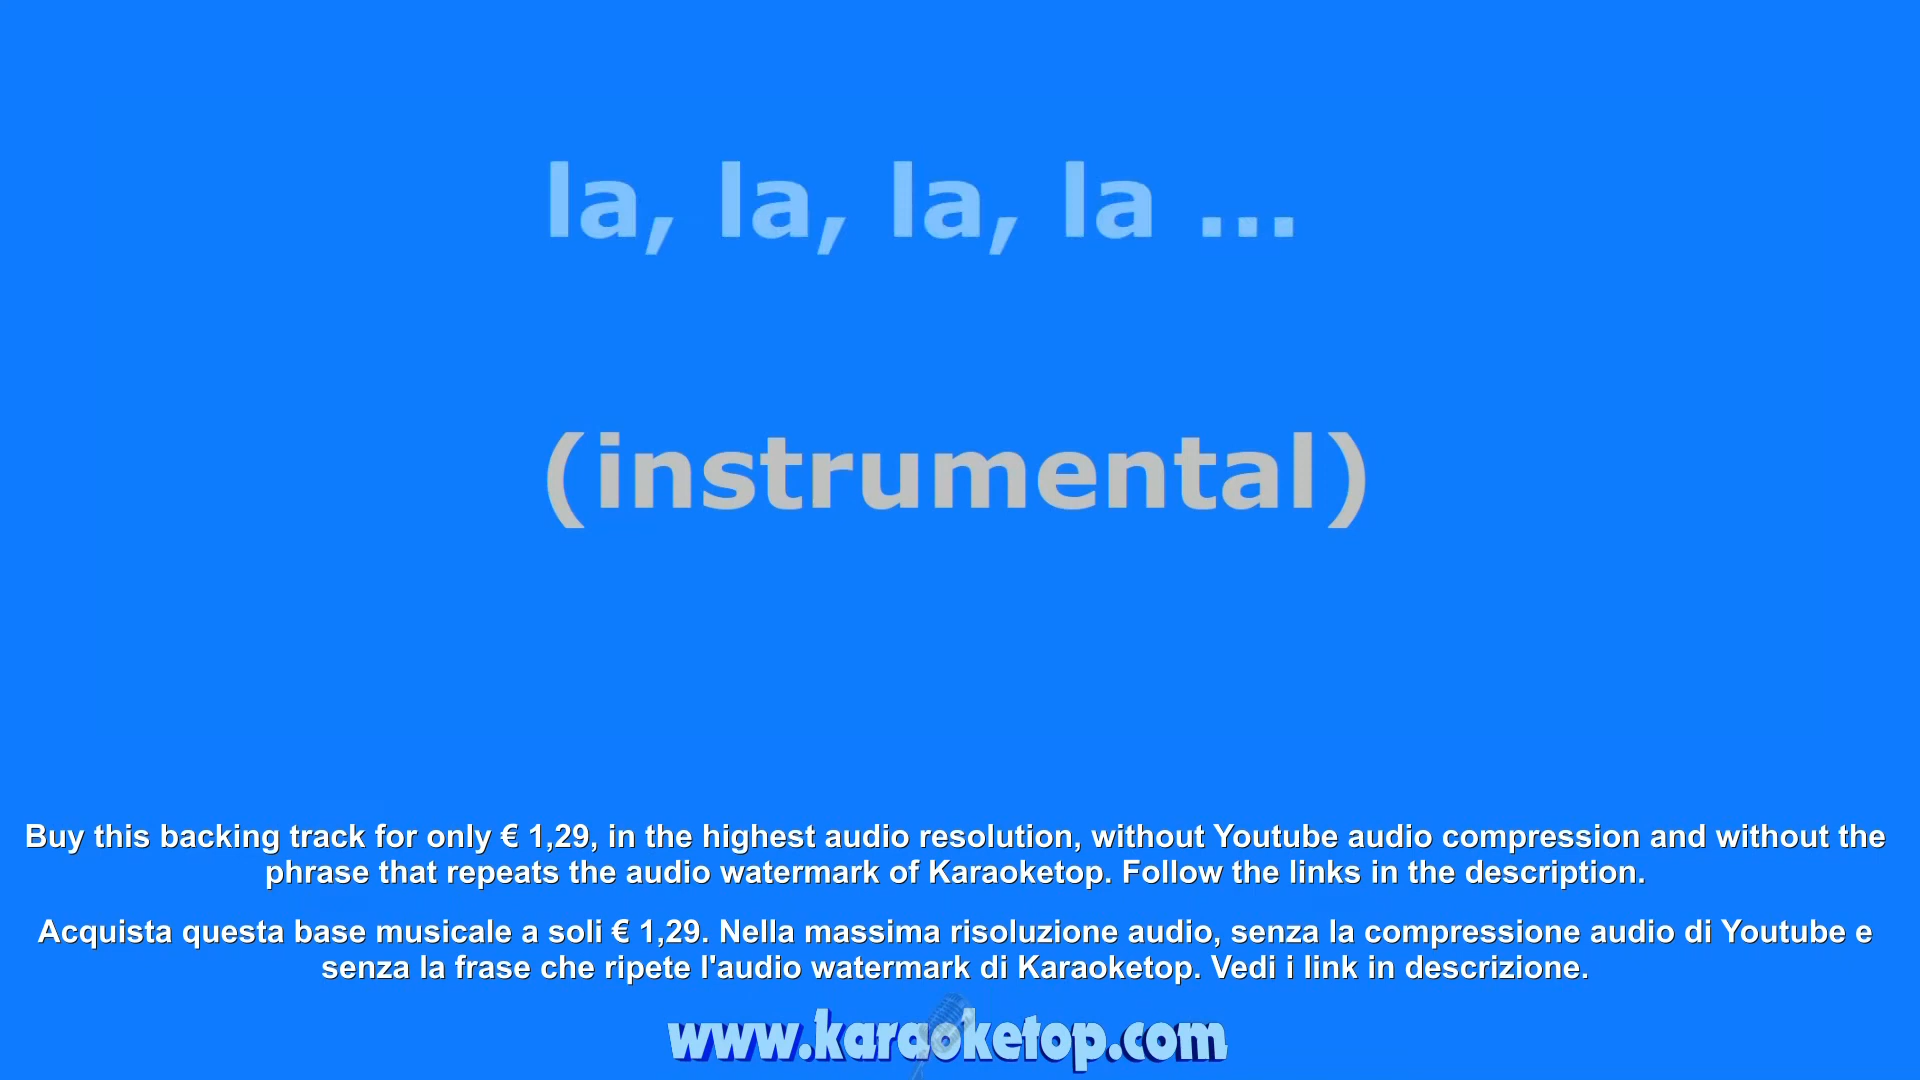 la, la, la, la ...
(instrumental)
Buy this backing track for only € 1,29, in the highest audio resolution, without Youtube audio compression and without the
phrase that repeats the audio watermark of Karaoketop. Follow the links in the description.
Acquista questa base musicale a soli € 1,29. Nella massima risoluzione audio, senza la compressione audio di Youtube e
senza la frase che ripete l'audio watermark di Karaoketop. Vedi i link in descrizione.
www.karaoketop.com